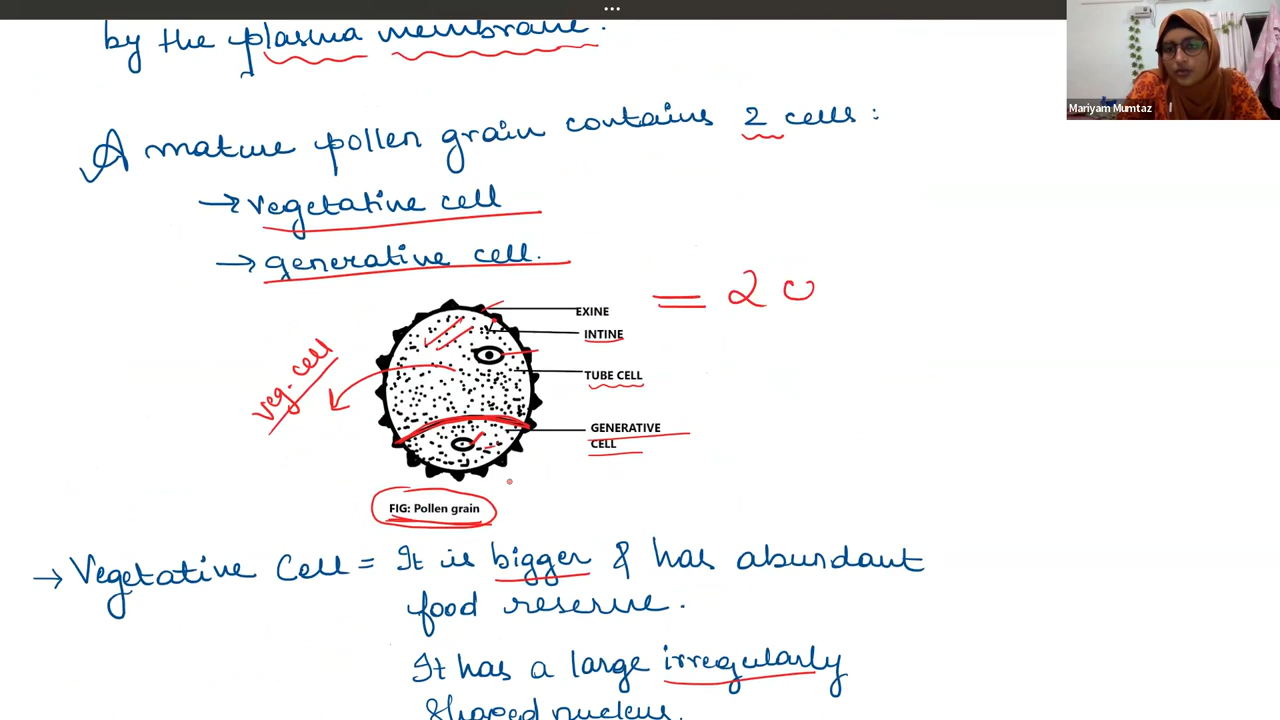 by the plasma membrane.
Mariyam Mumtaz
A mature pollen grain contains 2 cells:
→ vegetative cell
→ generative cell.
= 2 c
EXINE
INTINE
veg. cell
TUBE CELL
GENERATIVE
CELL
FIG: Pollen grain
→ Vegetative Cell = It is bigger & has abundant
food reserve.
It has a large irregularly
shaped nucleus.